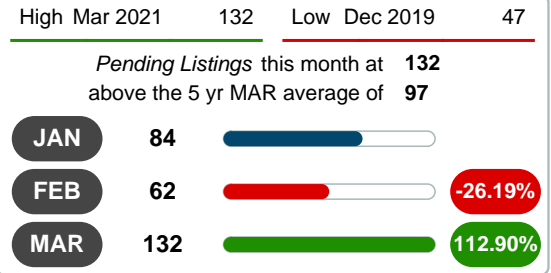 High Mar 2021 132 Low Dec 2019 47
Pending Listings this month at 132
above the 5 yr MAR average of 97
JAN 84
FEB 62 -26.19%
MAR 132 112.90%